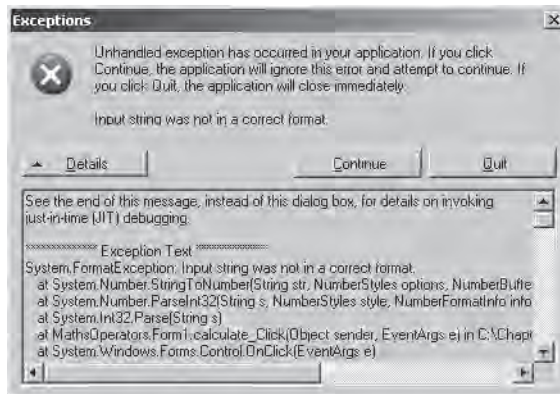 Exceptions
Unhandled exception has occurred in your application. If you click
Continue, the application will ignore this error and attempt to continue. If
you click Quit, the application will close immediately.
Input string was not in a correct format.
Details
Continue
Quit
See the end of this message, instead of this dialog box, for details on invoking
just-in-time (JIT) debugging
************** Exception Text **************
System.FormatException: Input string was not in a correct format.
at System.Number.StringToNumber(String str, NumberStyles options, NumberBuffe
at System.Number.ParseInt32(String s, NumberStyles style, NumberFormatInfo info
at System.Int32.Parse(String s)
at MathsOperators.Form1.calculate_Click(Object sender, EventArgs e) in C:\Chapt
at System.Windows.Forms.Control.OnClick(EventArgs e)